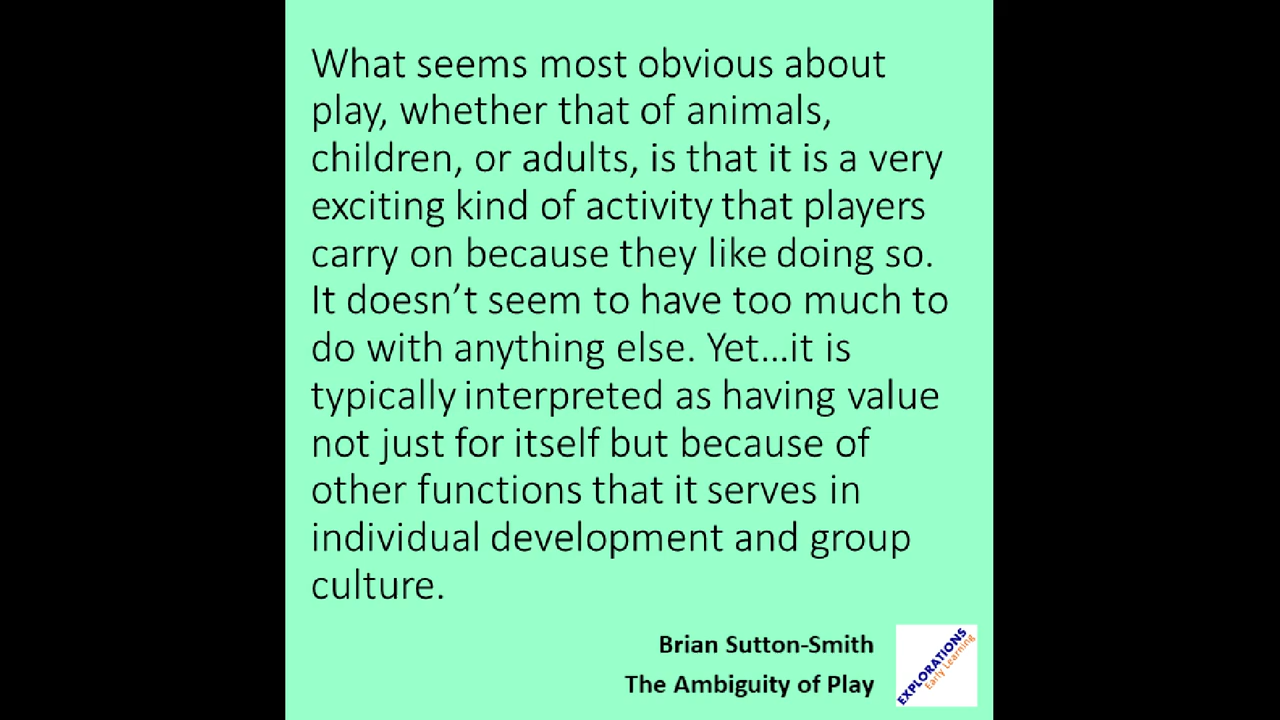 What seems most obvious about
play, whether that of animals,
children, or adults, is that it is a very
exciting kind of activity that players
carry on because they like doing so.
It doesn’t seem to have too much to
do with anything else. Yet...it is
typically interpreted as having value
not just for itself but because of
other functions that it serves in
individual development and group
culture.
Brian Sutton-Smith
The Ambiguity of Play
EXPLORATIONS
Early Learning